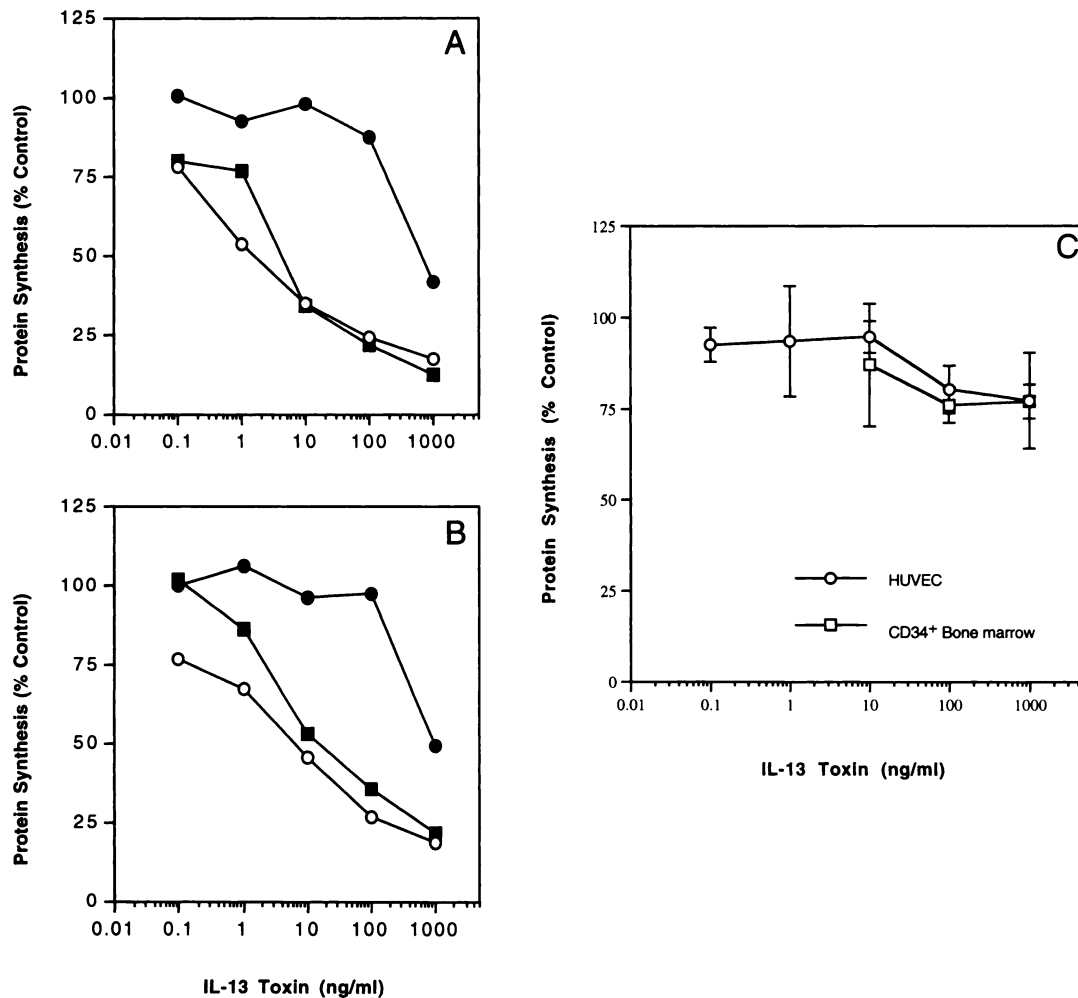 A
Protein Synthesis (% Control)
125
100
75
50
25
0
0.01 0.1 1 10 100 1000
B
Protein Synthesis (% Control)
125
100
75
50
25
0
0.01 0.1 1 10 100 1000
IL-13 Toxin (ng/ml)
C
Protein Synthesis (% Control)
125
100
75
50
25
0
HUVEC
CD34+ Bone marrow
0.01 0.1 1 10 100 1000
IL-13 Toxin (ng/ml)